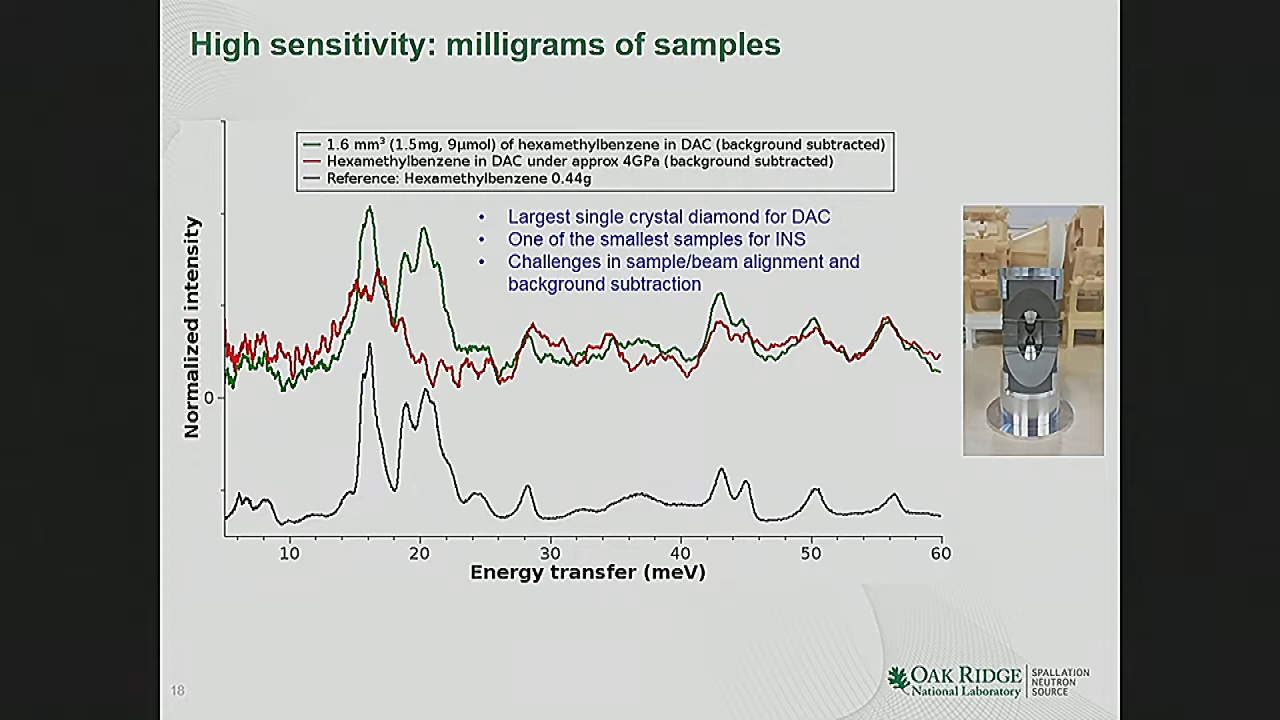 High sensitivity: milligrams of samples
1.6 mm³ (1.5mg, 9µmol) of hexamethylbenzene in DAC (background subtracted)
Hexamethylbenzene in DAC under approx 4GPa (background subtracted)
Reference: Hexamethylbenzene 0.44g
• Largest single crystal diamond for DAC
• One of the smallest samples for INS
• Challenges in sample/beam alignment and
background subtraction
Normalized intensity
0
10 20 30 40 50 60
Energy transfer (meV)
18
OAK RIDGE
National Laboratory
SPALLATION
NEUTRON
SOURCE